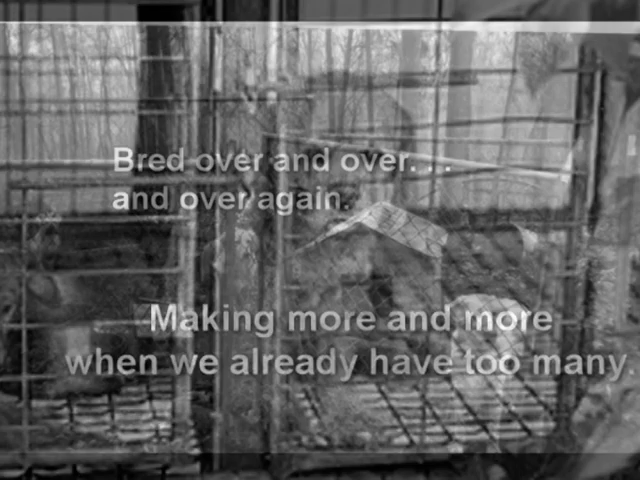 Bred over and over. . .
and over again.
Making more and more
when we already have too many.